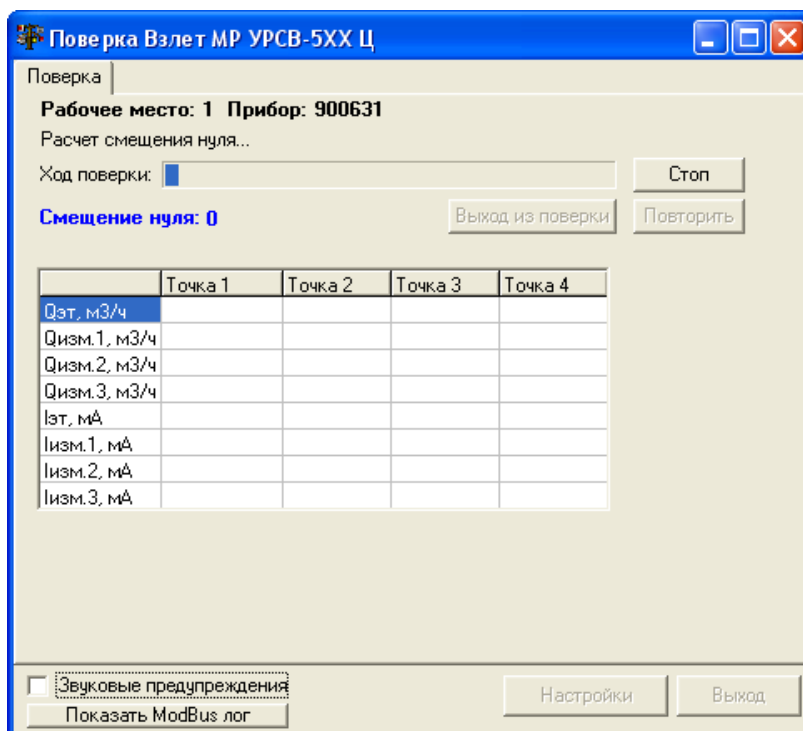 Поверка Взлет МР УРСВ-5XX Ц
Поверка
Рабочее место: 1 Прибор: 900631
Расчет смещения нуля...
Ход поверки:
Стоп
Смещение нуля: 0
Выход из поверки
Повторить
Точка 1 Точка 2 Точка 3 Точка 4
Qэт, м3/ч
Qизм.1, м3/ч
Qизм.2, м3/ч
Qизм.3, м3/ч
Iэт, мА
Iизм.1, мА
Iизм.2, мА
Iизм.3, мА
Звуковые предупреждения
Настройки
Выход
Показать ModBus лог